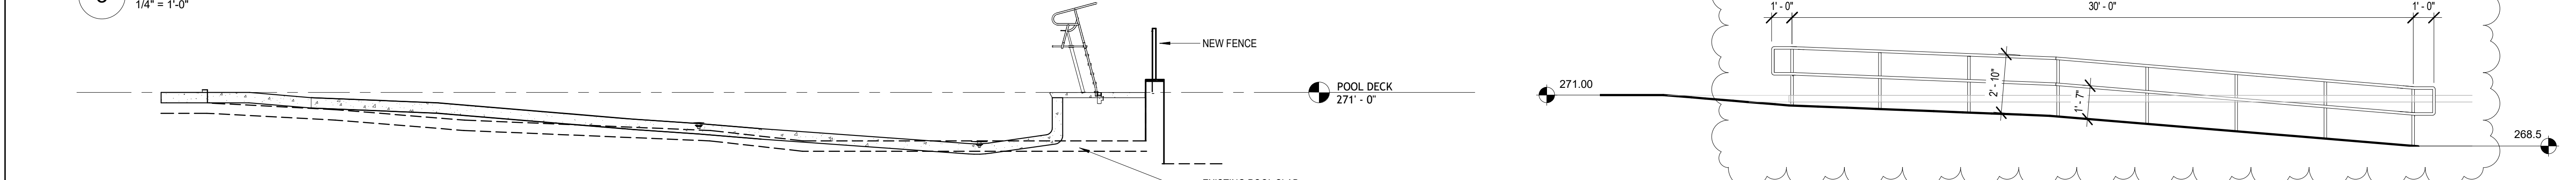 1/4" = 1'-0"
NEW FENCE
POOL DECK
271' - 0"
1' - 0"
30' - 0"
1' - 0"
271.00
2' - 10"
1' - 7"
268.5